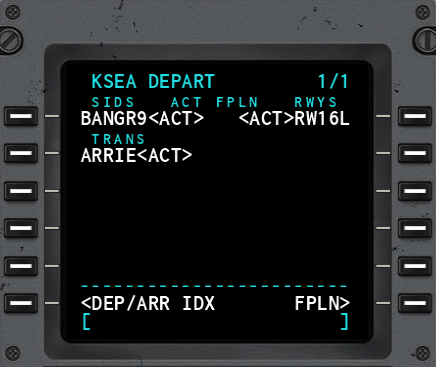 KSEA DEPART 1/1
SIDS ACT FPLN RWYS
BANGR9<ACT> <ACT>RW16L
TRANS
ARRIE<ACT>
------------------------
<DEP/ARR IDX FPLN>
[ ]